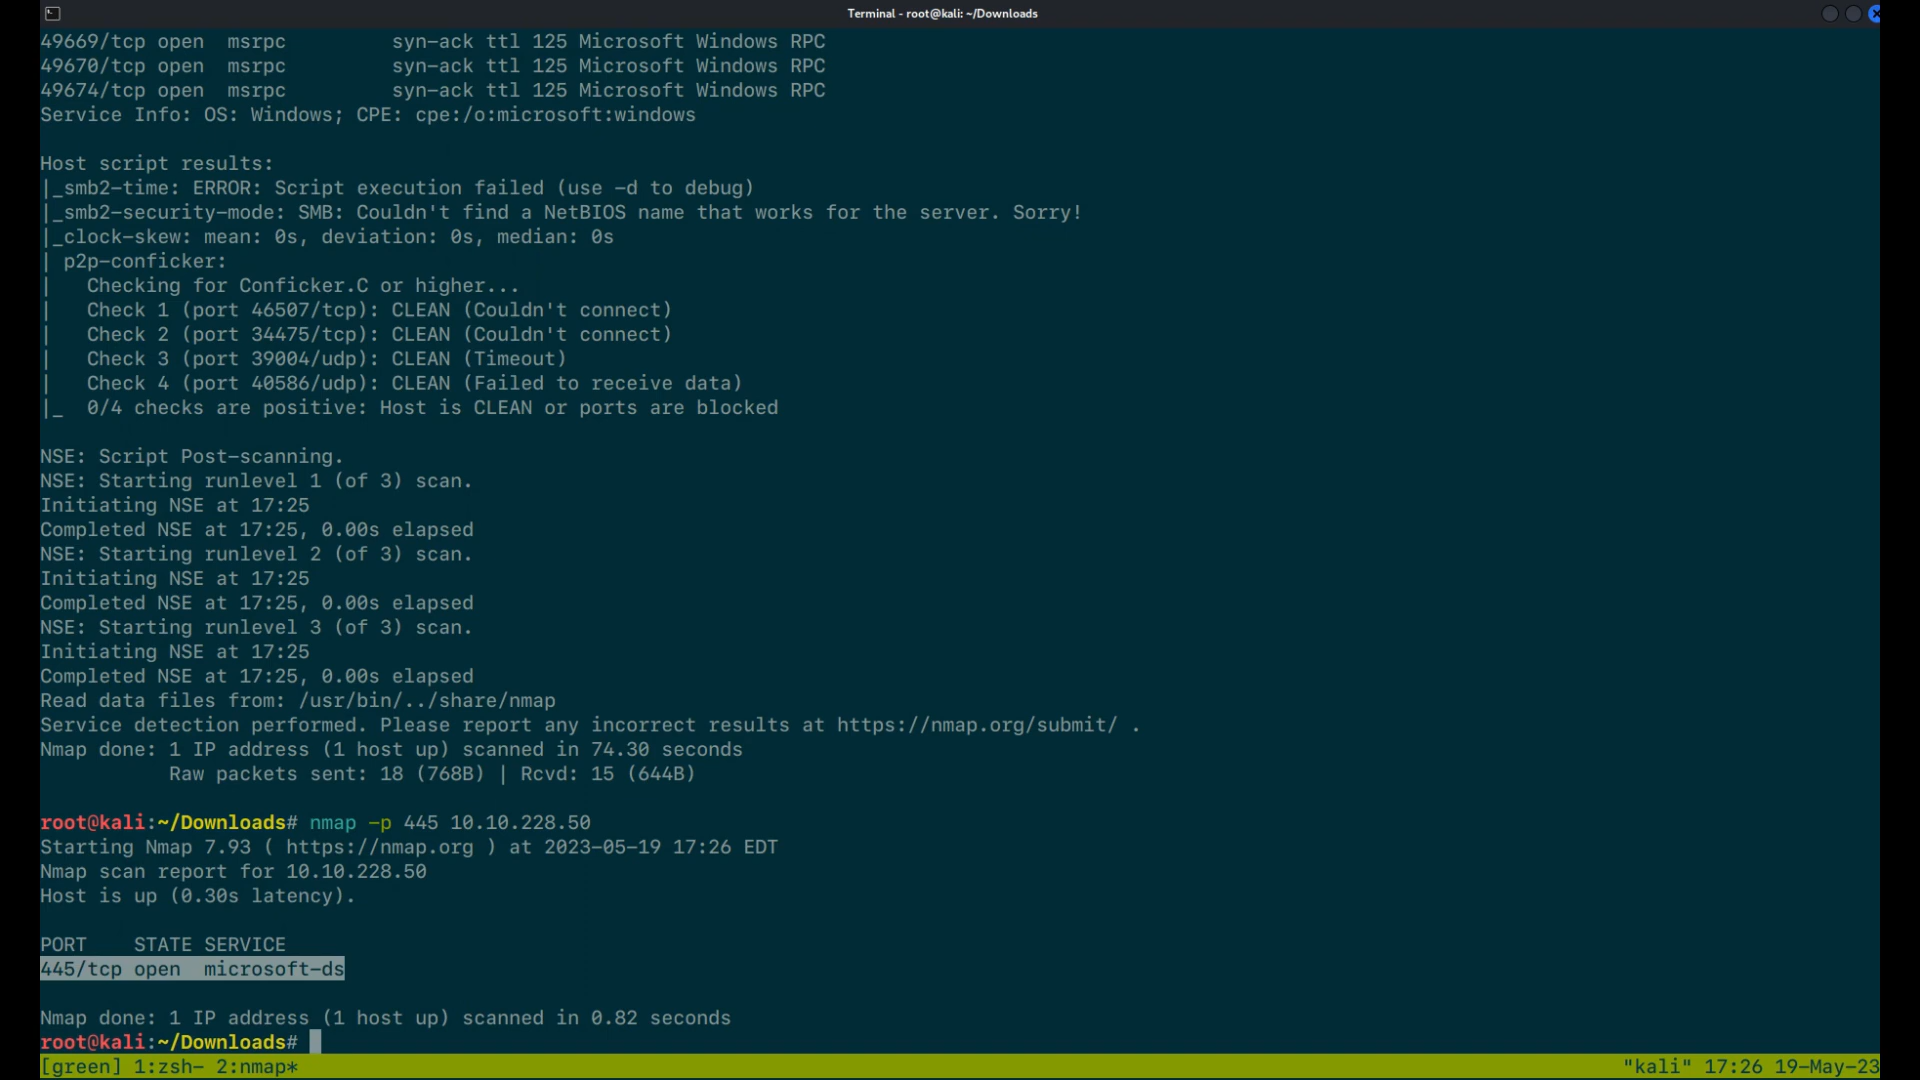 Terminal - root@kali: ~/Downloads
49669/tcp open  msrpc         syn-ack ttl 125 Microsoft Windows RPC
49670/tcp open  msrpc         syn-ack ttl 125 Microsoft Windows RPC
49674/tcp open  msrpc         syn-ack ttl 125 Microsoft Windows RPC
Service Info: OS: Windows; CPE: cpe:/o:microsoft:windows
Host script results:
|_smb2-time: ERROR: Script execution failed (use -d to debug)
|_smb2-security-mode: SMB: Couldn't find a NetBIOS name that works for the server. Sorry!
|_clock-skew: mean: 0s, deviation: 0s, median: 0s
| p2p-conficker:
|   Checking for Conficker.C or higher...
|   Check 1 (port 46507/tcp): CLEAN (Couldn't connect)
|   Check 2 (port 34475/tcp): CLEAN (Couldn't connect)
|   Check 3 (port 39004/udp): CLEAN (Timeout)
|   Check 4 (port 40586/udp): CLEAN (Failed to receive data)
|_  0/4 checks are positive: Host is CLEAN or ports are blocked
NSE: Script Post-scanning.
NSE: Starting runlevel 1 (of 3) scan.
Initiating NSE at 17:25
Completed NSE at 17:25, 0.00s elapsed
NSE: Starting runlevel 2 (of 3) scan.
Initiating NSE at 17:25
Completed NSE at 17:25, 0.00s elapsed
NSE: Starting runlevel 3 (of 3) scan.
Initiating NSE at 17:25
Completed NSE at 17:25, 0.00s elapsed
Read data files from: /usr/bin/../share/nmap
Service detection performed. Please report any incorrect results at https://nmap.org/submit/ .
Nmap done: 1 IP address (1 host up) scanned in 74.30 seconds
           Raw packets sent: 18 (768B) | Rcvd: 15 (644B)
root@kali:~/Downloads# nmap -p 445 10.10.228.50
Starting Nmap 7.93 ( https://nmap.org ) at 2023-05-19 17:26 EDT
Nmap scan report for 10.10.228.50
Host is up (0.30s latency).
PORT    STATE SERVICE
445/tcp open  microsoft-ds
Nmap done: 1 IP address (1 host up) scanned in 0.82 seconds
root@kali:~/Downloads#
[green] 1:zsh- 2:nmap* "kali" 17:26 19-May-23